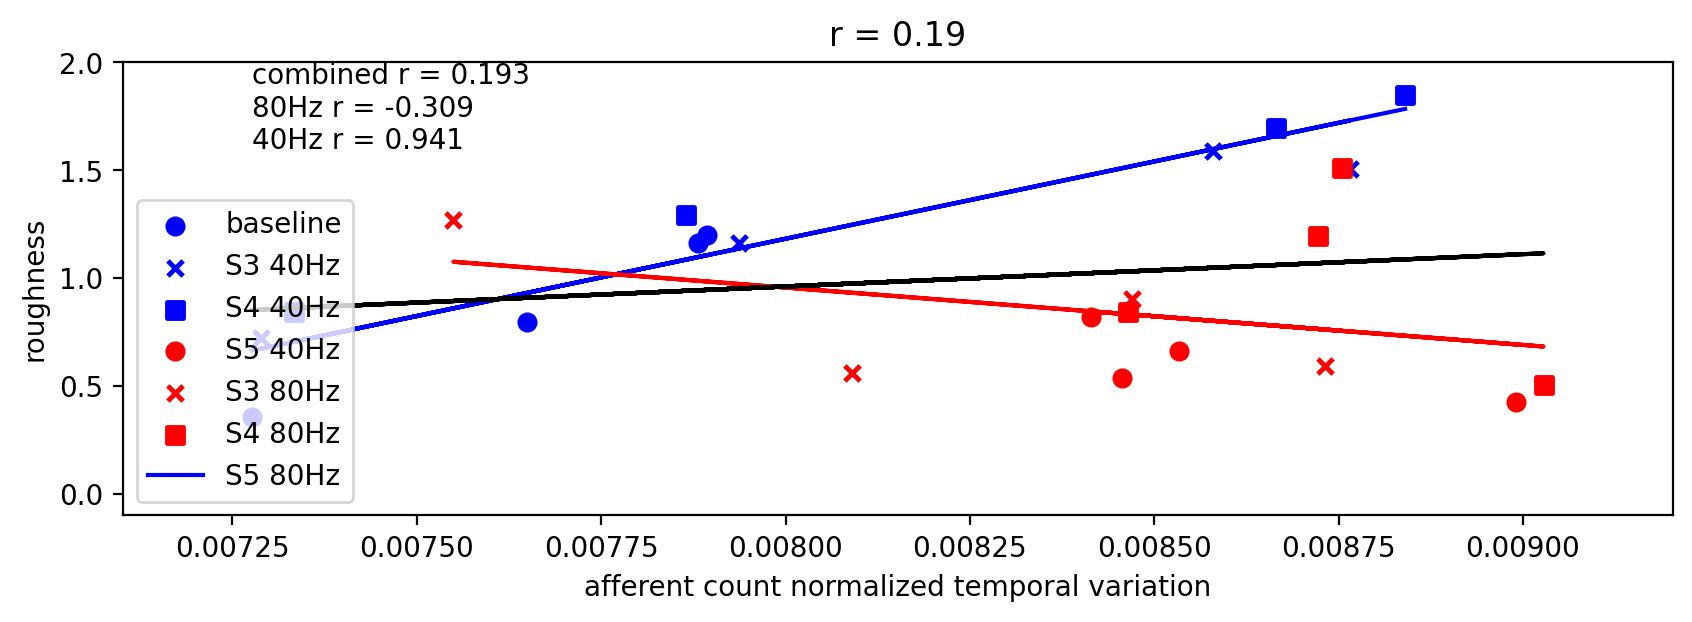 r = 0.19
combined r = 0.193
80Hz r = -0.309
40Hz r = 0.941
2.0
1.5
1.0
0.5
0.0
roughness
baseline
S3 40Hz
S4 40Hz
S5 40Hz
S3 80Hz
S4 80Hz
S5 80Hz
0.00725 0.00750 0.00775 0.00800 0.00825 0.00850 0.00875 0.00900
afferent count normalized temporal variation